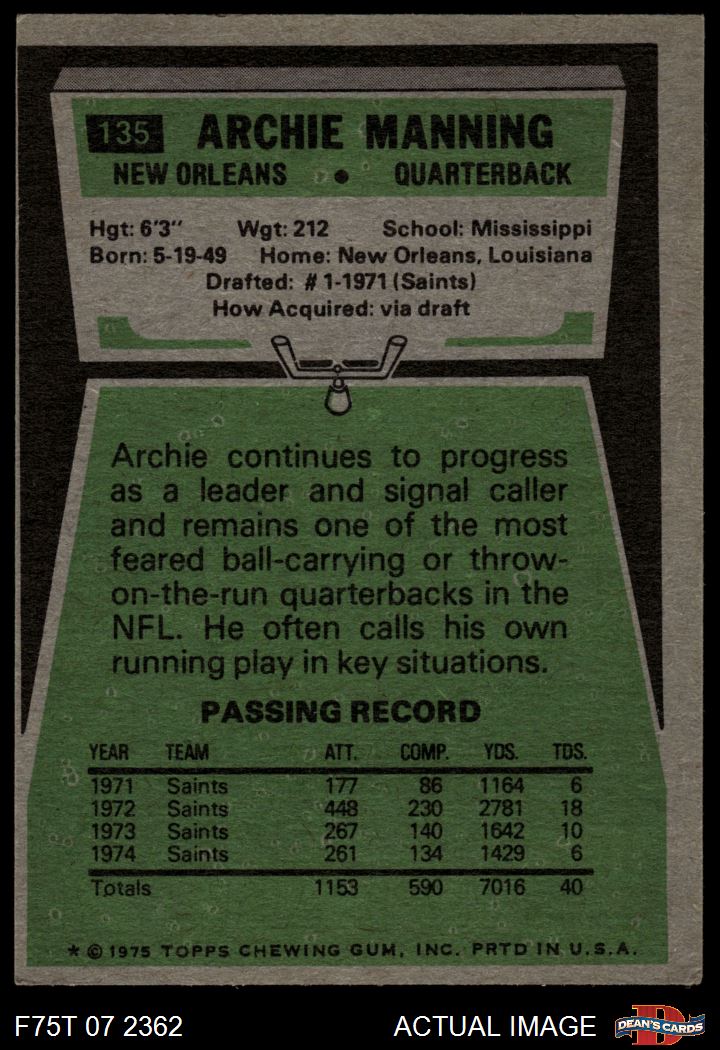 135 ARCHIE MANNING
NEW ORLEANS • QUARTERBACK
Hgt: 6'3" Wgt: 212 School: Mississippi
Born: 5-19-49 Home: New Orleans, Louisiana
Drafted: #1-1971 (Saints)
How Acquired: via draft
Archie continues to progress
as a leader and signal caller
and remains one of the most
feared ball-carrying or throw-
on-the-run quarterbacks in the
NFL. He often calls his own
running play in key situations.
PASSING RECORD
YEAR TEAM ATT. COMP. YDS. TDS.
1971 Saints 177 86 1164 6
1972 Saints 448 230 2781 18
1973 Saints 267 140 1642 10
1974 Saints 261 134 1429 6
Totals 1153 590 7016 40
* © 1975 TOPPS CHEWING GUM, INC. PRTD IN U.S.A.
F75T 07 2362 ACTUAL IMAGE D DEAN'S CARDS